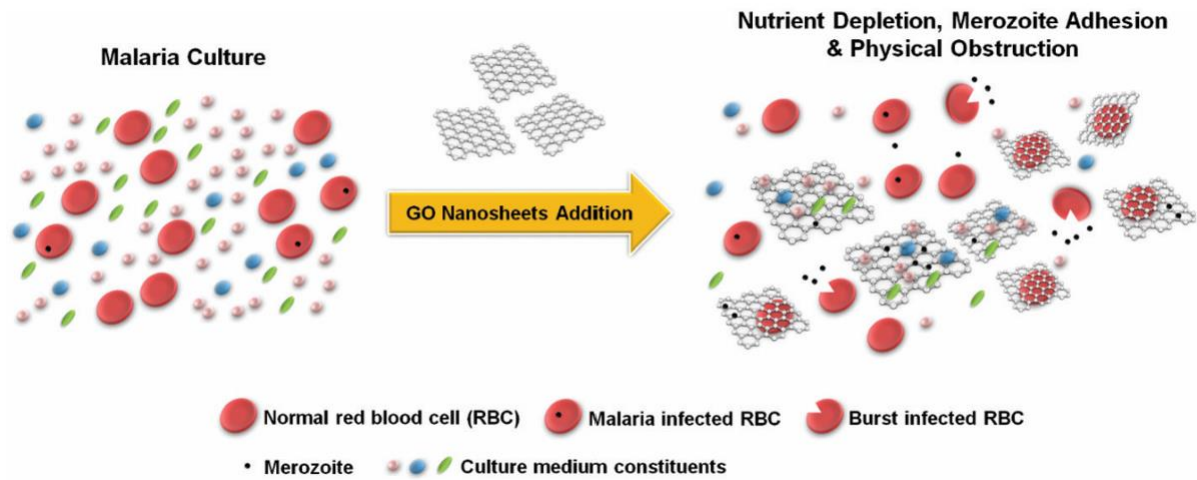 Malaria Culture
Nutrient Depletion, Merozoite Adhesion
& Physical Obstruction
GO Nanosheets Addition
Normal red blood cell (RBC)
Malaria infected RBC
Burst infected RBC
Merozoite
Culture medium constituents